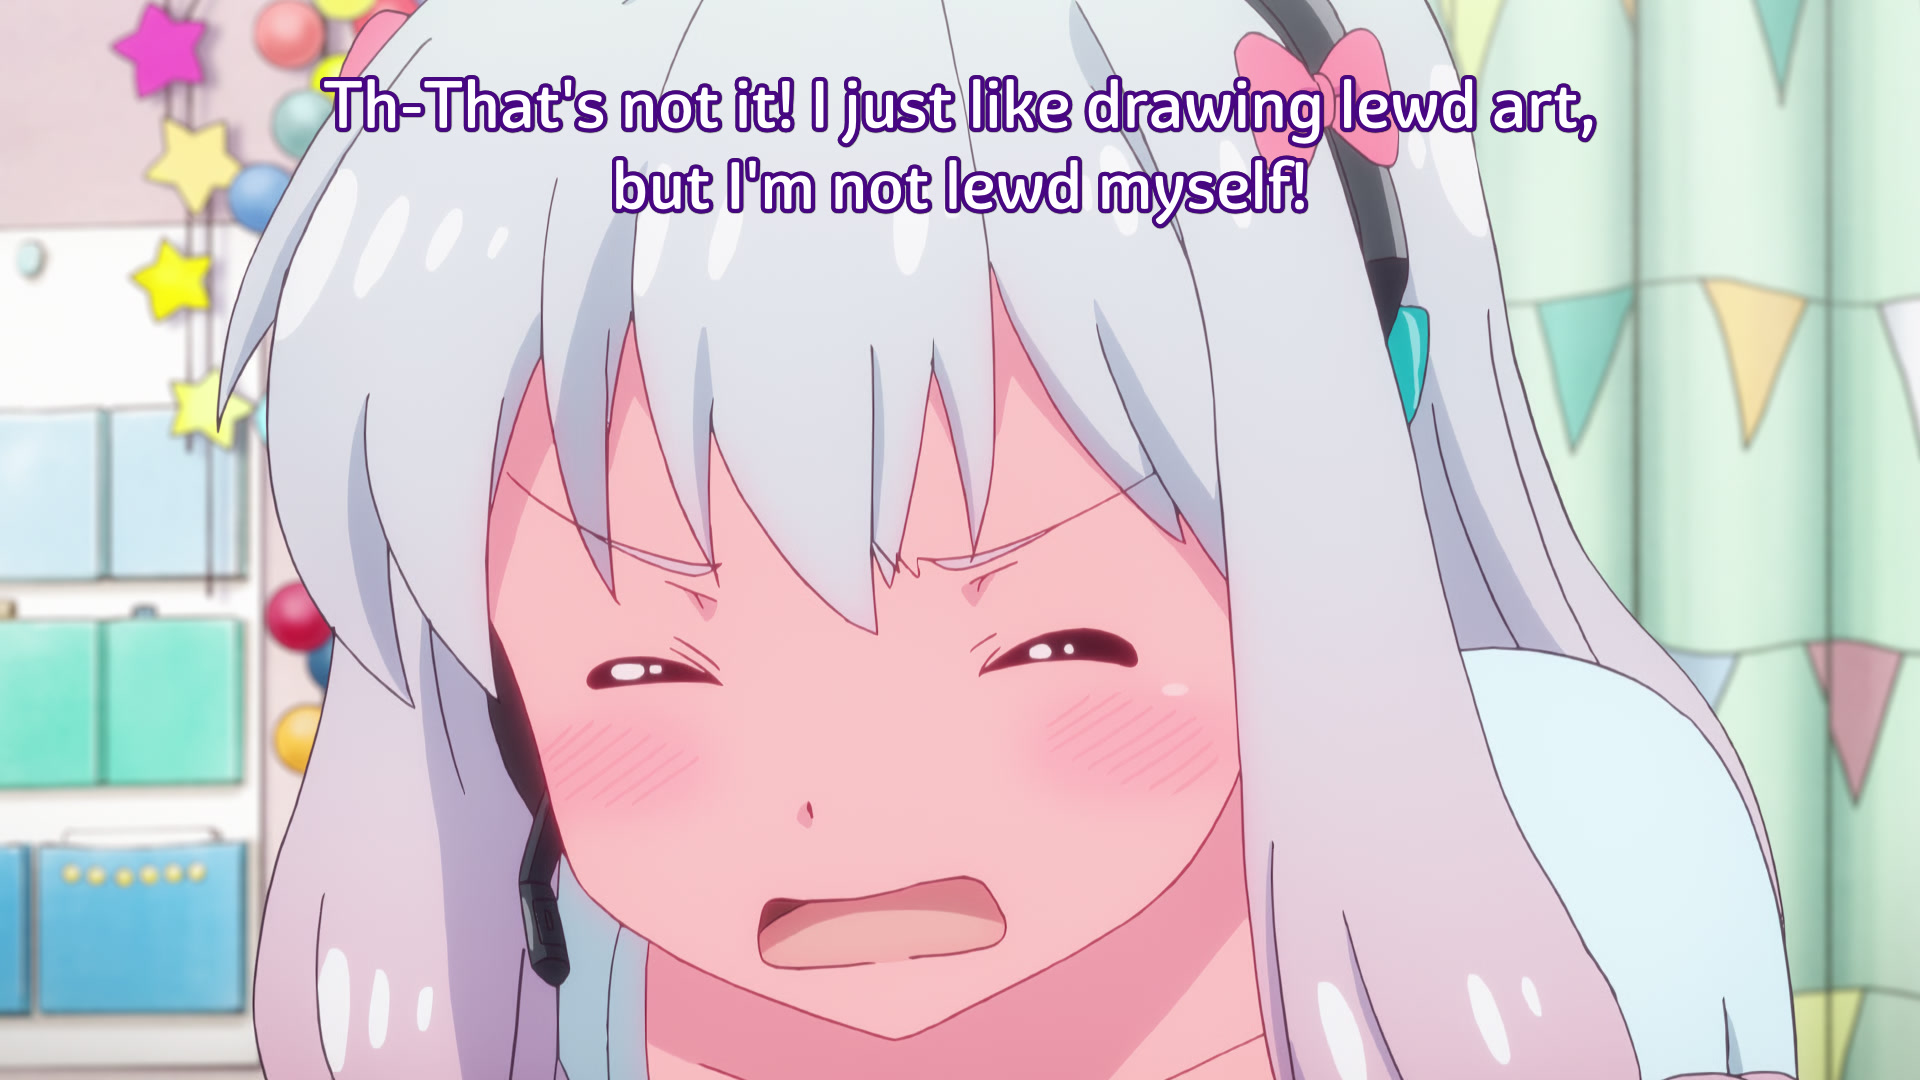 Th-That's not it! I just like drawing lewd art,
but I'm not lewd myself!